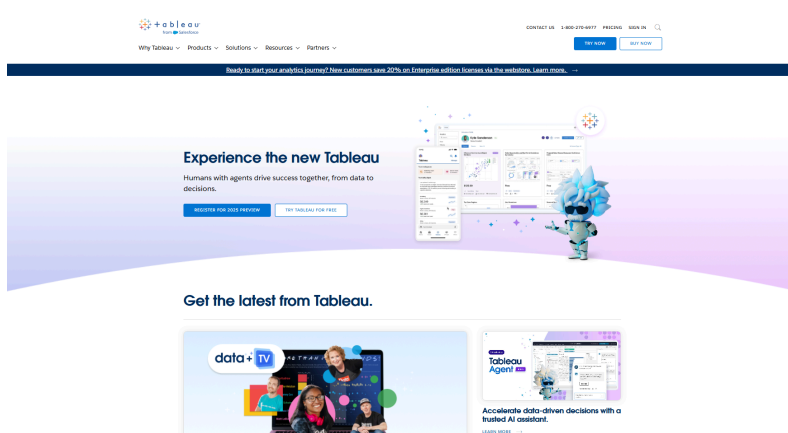 + a b | e a u
from Salesforce
CONTACT US 1-800-270-6977 PRICING SIGN IN
Why Tableau Products Solutions Resources Partners
TRY NOW BUY NOW
Ready to start your analytics journey? New customers save 20% on Enterprise edition licenses via the webstore. Learn more. →
Experience the new Tableau
Humans with agents drive success together, from data to
decisions.
REGISTER FOR 2025 PREVIEW TRY TABLEAU FOR FREE
Get the latest from Tableau.
data+ TV
Tableau
Agent
Accelerate data-driven decisions with a
trusted AI assistant.
LEARN MORE →